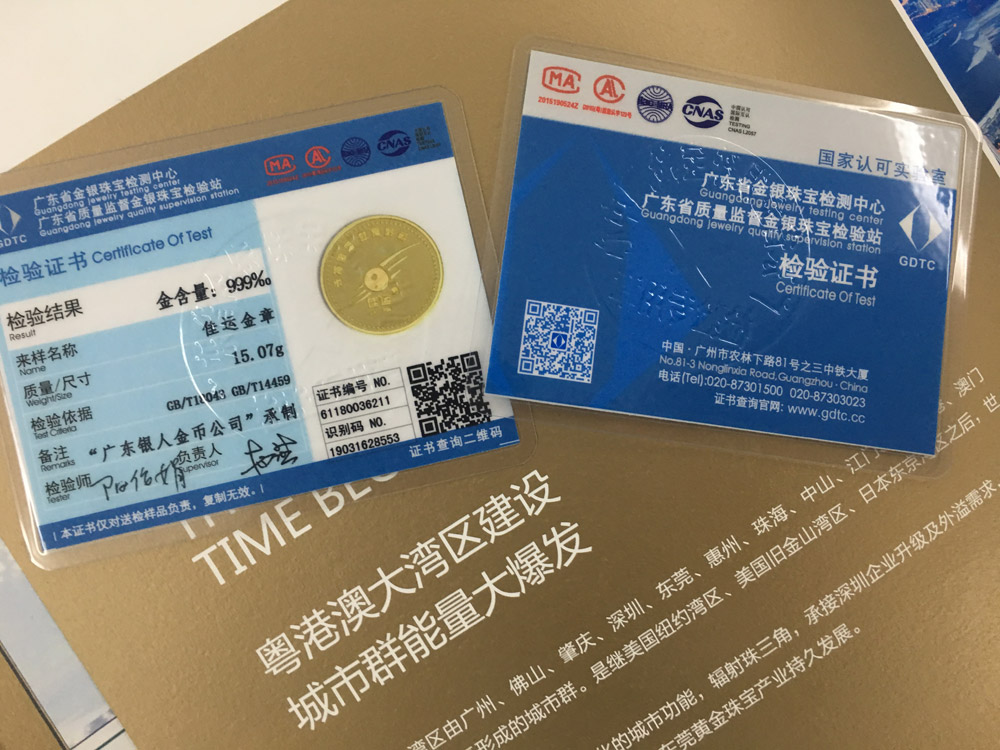 MA
CNAS
广东省金银珠宝检测中心
Guangdong jewelry testing center
广东省质量监督金银珠宝检验站
Guangdong jewelry quality supervision station
GDTC
检验证书 Certificate Of Test
检验结果 金含量：999‰
Result
来样名称 佳运金章
Name
质量/尺寸 15.07g
Weight/Size
检验依据 GB/T18043 GB/T14459
Test Criteria
备注 “广东银人金币公司”承制
Remarks
检验师 负责人
Tester Supervisor
证书编号 NO.
61180036211
识别码 NO.
19031628553
证书查询二维码
本证书仅对送检样品负责，复制无效。
MA
2015190524Z
CNAS
TESTING
CNAS L2057
国家认可实验室
广东省金银珠宝检测中心
Guangdong jewelry testing center
广东省质量监督金银珠宝检验站
Guangdong jewelry quality supervision station
GDTC
检验证书
Certificate Of Test
中国·广州市农林下路81号之三中铁大厦
No.81-3 Nonglinxia Road,Guangzhou·China
电话(Tel):020-87301500 020-87303023
证书查询官网: www.gdtc.cc
TIME
粤港澳大湾区建设
城市群能量大爆发
湾区由广州、佛山、肇庆、深圳、东莞、惠州、珠海、中山、江门
、澳门
形成的城市群。是继美国纽约湾区、美国旧金山湾区、日本东京湾区之后，世
的城市功能，辐射珠三角，承接深圳企业升级及外溢需求
东莞黄金珠宝产业持久发展。